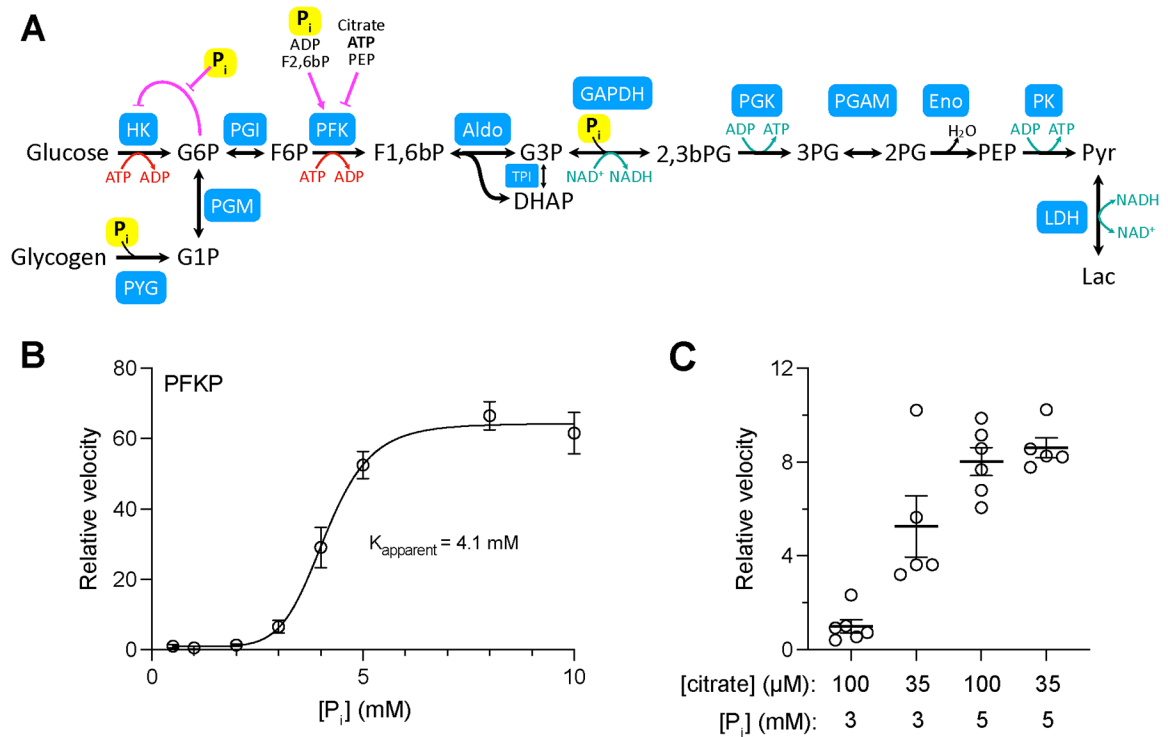 A
Pi
ADP
F2,6bP
Citrate
ATP
PEP
Pi
HK
PGI
PFK
Aldo
GAPDH
Pi
PGK
PGAM
Eno
PK
ADP ATP
H2O
ADP ATP
Glucose G6P F6P F1,6bP G3P 2,3bPG 3PG 2PG PEP Pyr
ATP ADP
ATP ADP
TPI
NAD+ NADH
DHAP
PGM
LDH
NADH
NAD+
Pi
Glycogen G1P
PYG
Lac
B
PFKP
Relative velocity
80
60
40
20
0
Kapparent = 4.1 mM
0 5 10
[Pi] (mM)
C
Relative velocity
12
8
4
0
[citrate] (µM): 100 35 100 35
[Pi] (mM): 3 3 5 5